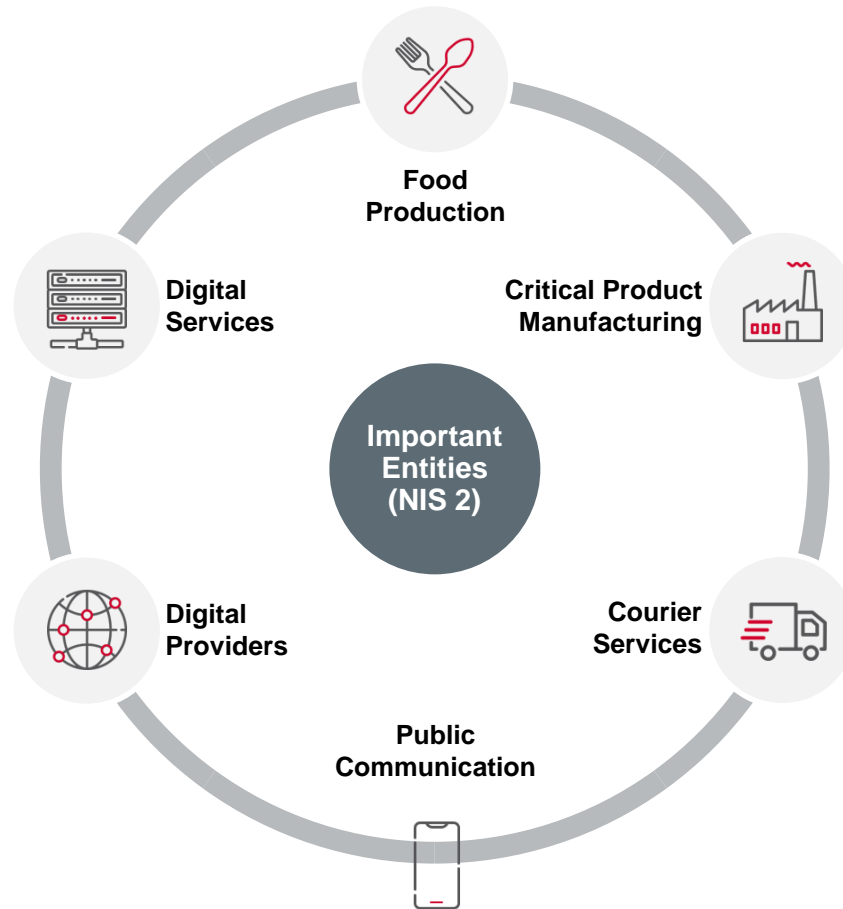 Food
Production
Digital
Services
Critical Product
Manufacturing
Important
Entities
(NIS 2)
Digital
Providers
Courier
Services
Public
Communication